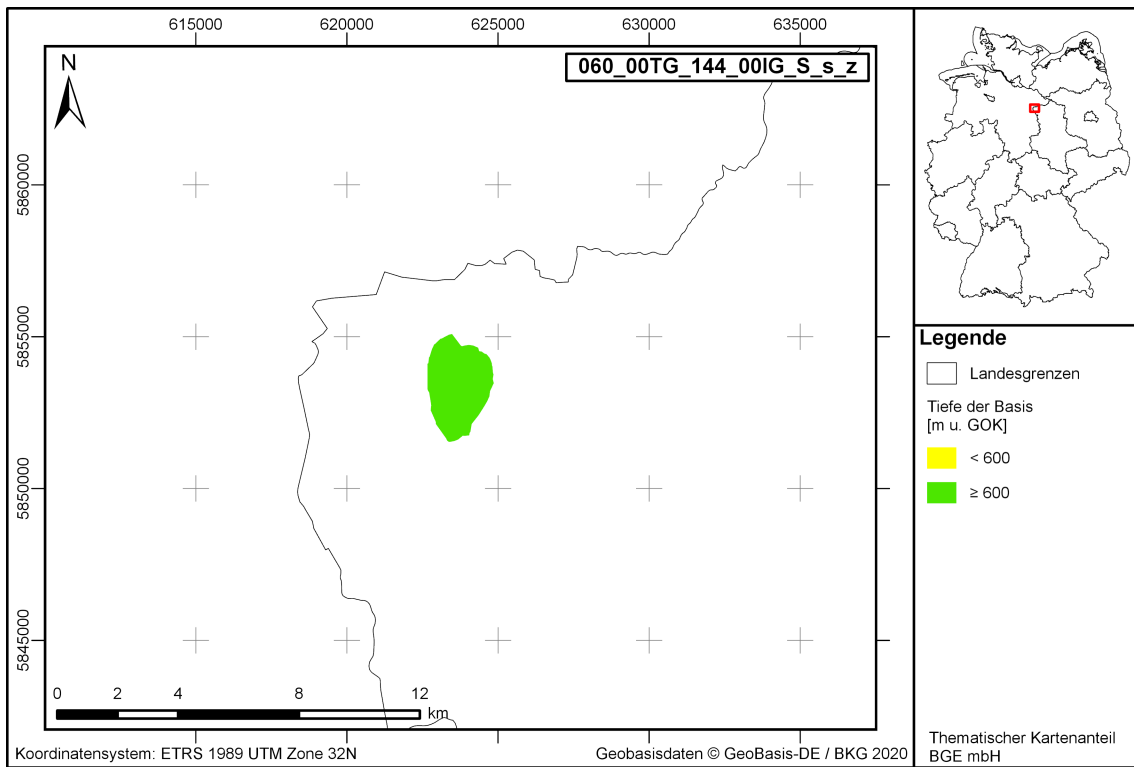 615000 620000 625000 630000 635000
060_00TG_144_00IG_S_s_z
N
5860000
5855000
5850000
5845000
0 2 4 8 12
km
Koordinatensystem: ETRS 1989 UTM Zone 32N
Geobasisdaten © GeoBasis-DE / BKG 2020
Legende
Landesgrenzen
Tiefe der Basis
[m u. GOK]
< 600
≥ 600
Thematischer Kartenanteil
BGE mbH